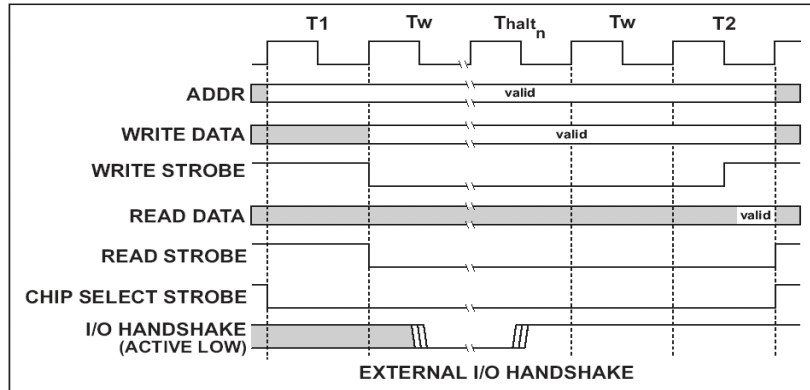 T1 Tw Thaltn Tw T2
ADDR valid
WRITE DATA valid
WRITE STROBE
READ DATA valid
READ STROBE
CHIP SELECT STROBE
I/O HANDSHAKE
(ACTIVE LOW)
EXTERNAL I/O HANDSHAKE